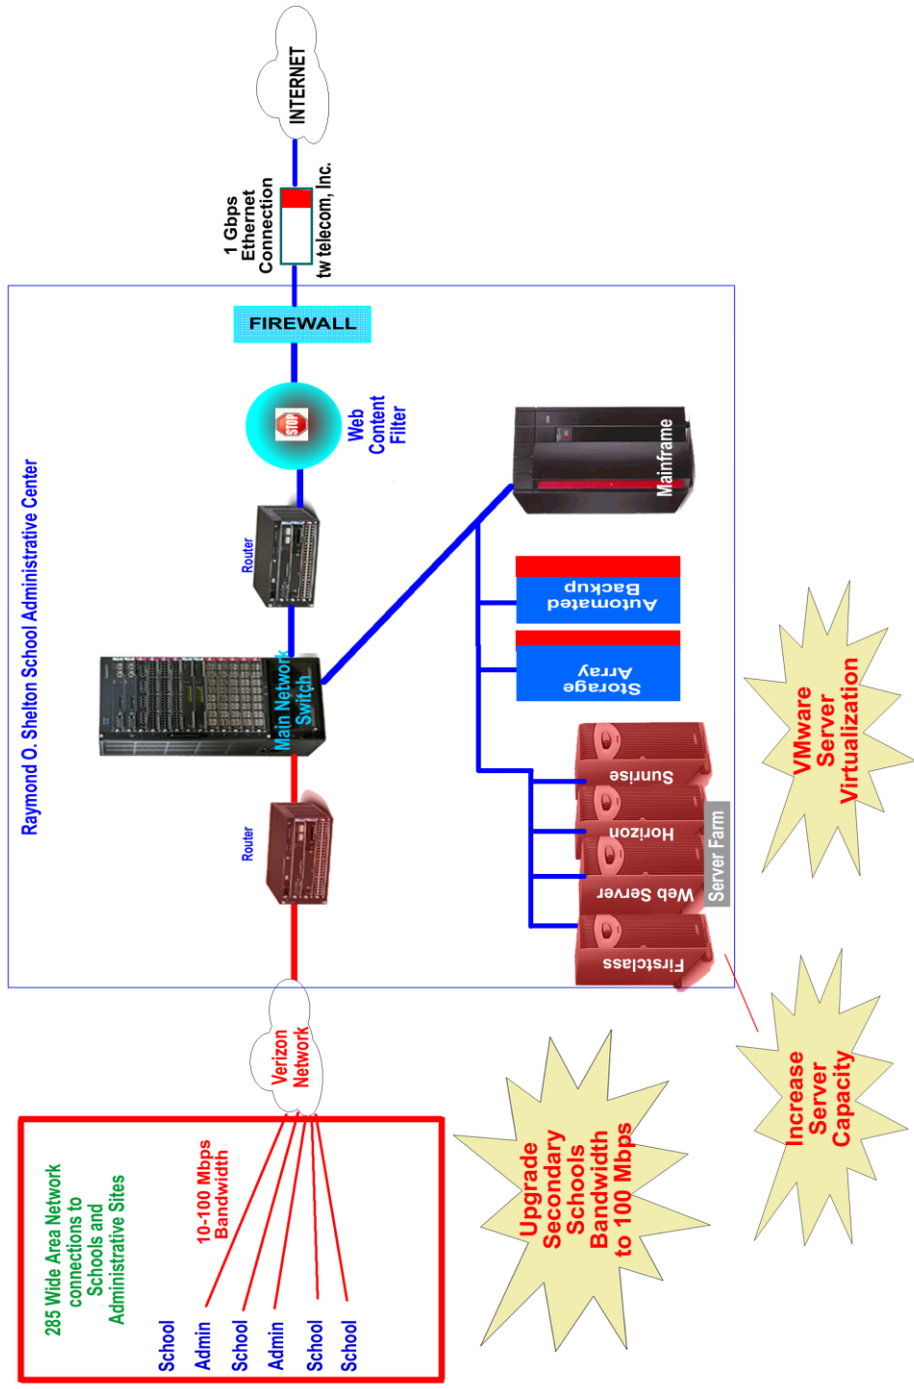 285 Wide Area Network
connections to
Schools and
Administrative Sites
10-100 Mbps
Bandwidth
School
Admin
School
Admin
School
School
Verizon
Network
Upgrade
Secondary
Schools
Bandwidth
to 100 Mbps
Raymond O. Shelton School Administrative Center
Router
Main Network
Switch
Router
STOP
Web
Content
Filter
FIREWALL
1 Gbps
Ethernet
Connection
tw telecom, Inc.
INTERNET
Firstclass
Web Server
Horizon
Sunrise
Server Farm
Storage
Array
Automated
Backup
Mainframe
Increase
Server
Capacity
VMware
Server
Virtualization